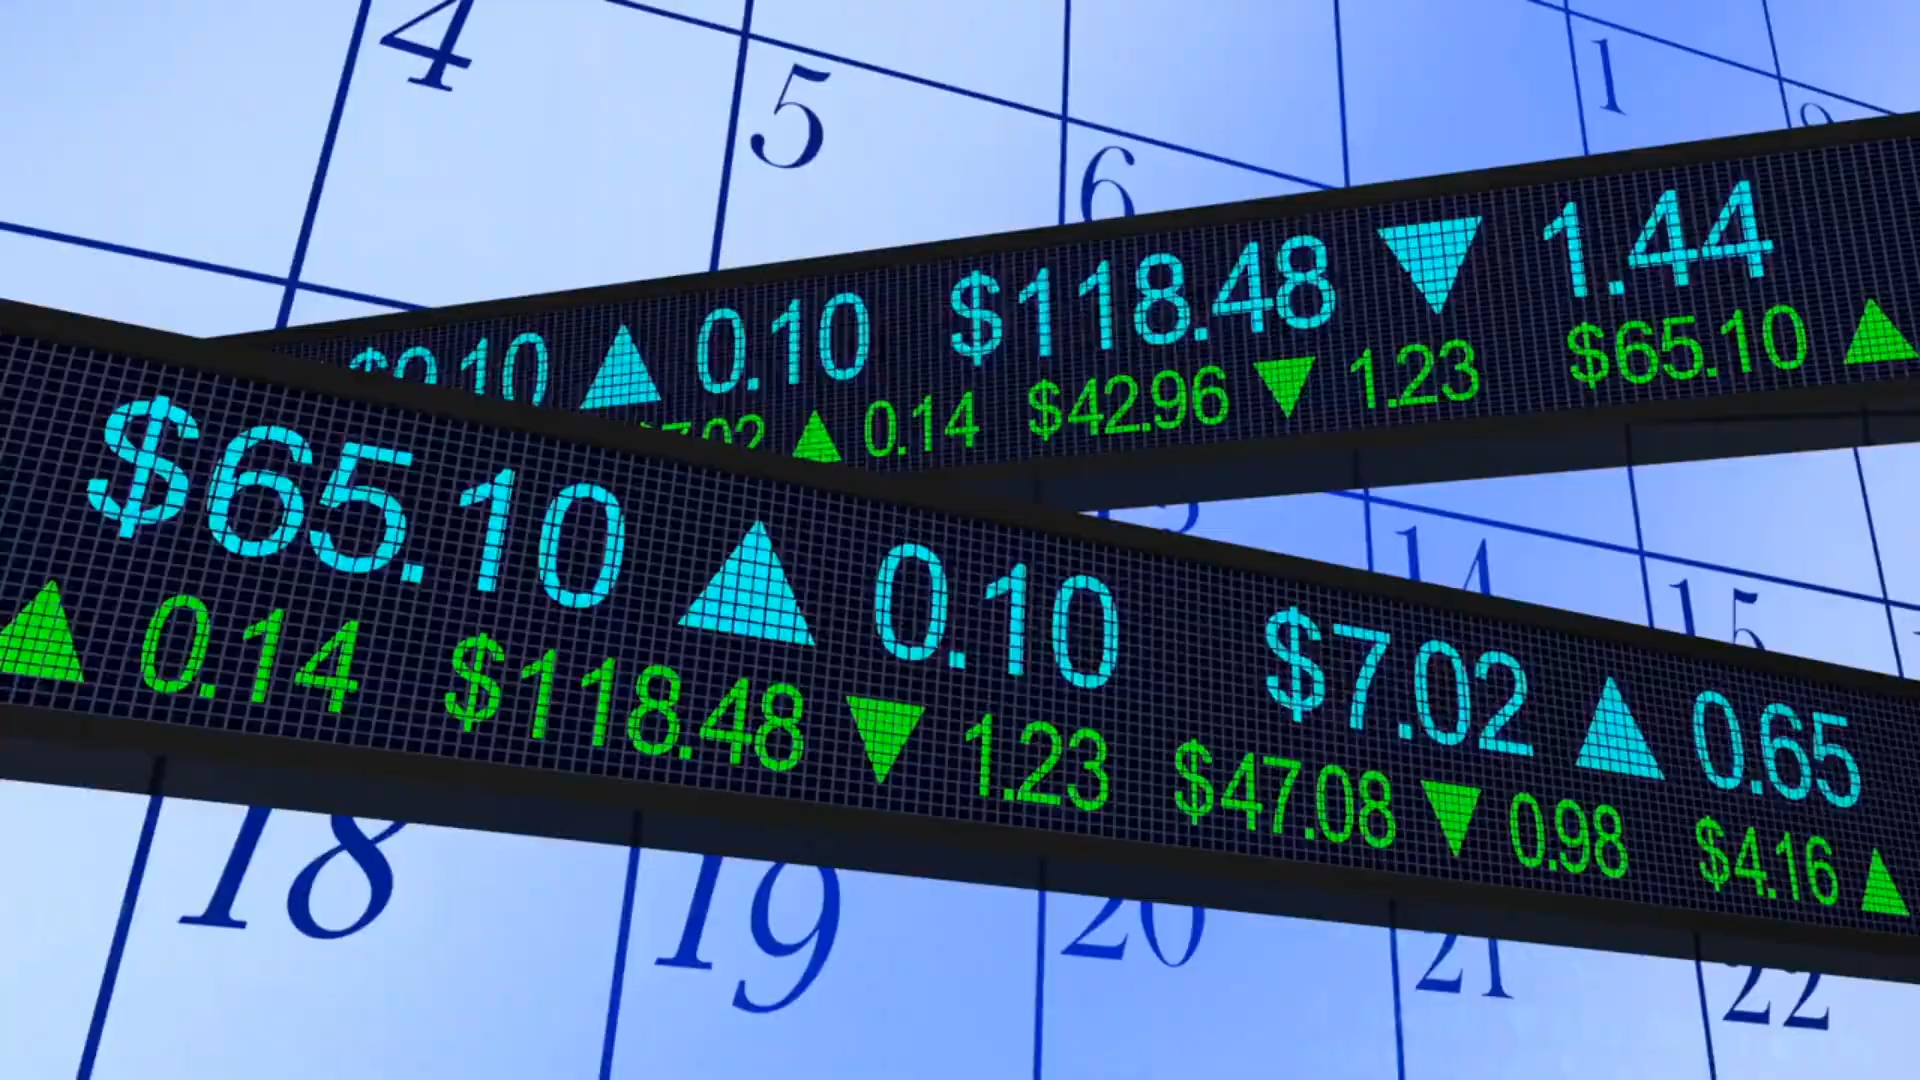 4
5
6
1
▲ 0.10 $118.48 ▼ 1.44
▲ 0.14 $42.96 ▼ 1.23 $65.10 ▲
$65.10 ▲ 0.10 $7.02 ▲ 0.65
▲ 0.14 $118.48 ▼ 1.23 $47.08 ▼ 0.98 $4.16 ▲
14
15
18
19
20
21
22